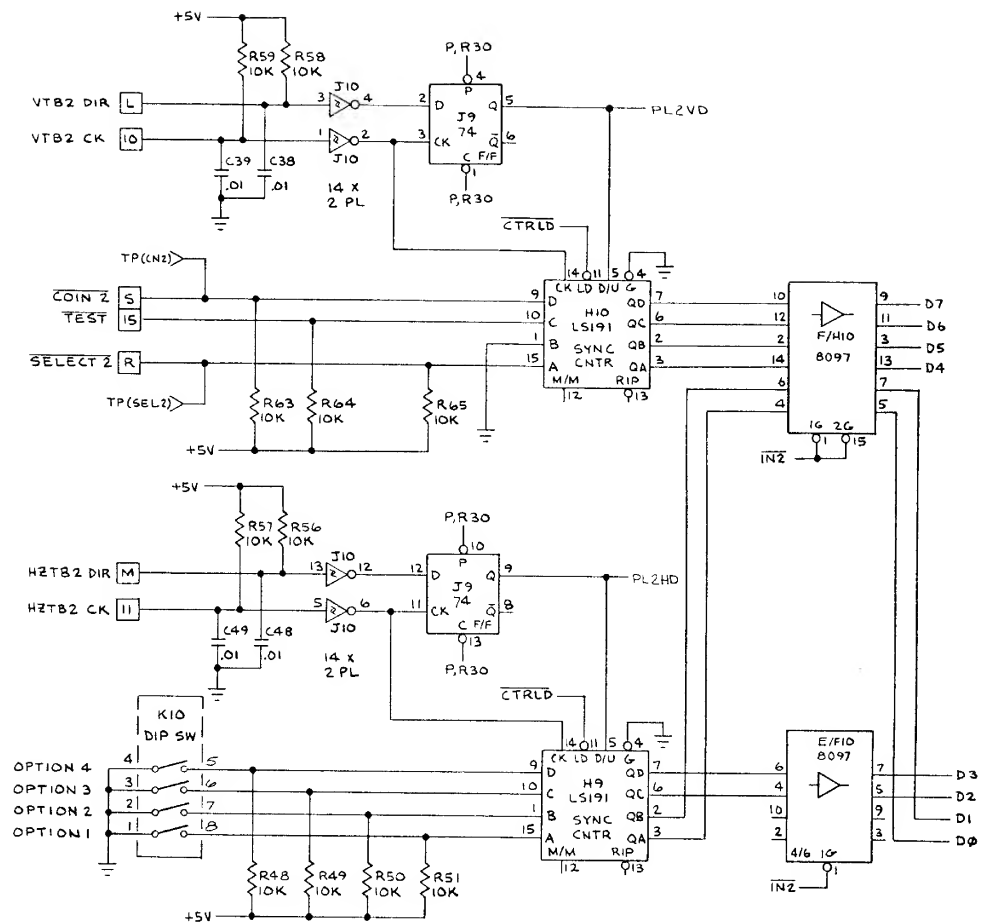 +5V
R59
10K
R58
10K
P,R30
4
VTB2 DIR
L
3
J10
4
2
D
P
Q
5
PL2VD
J9
74
VTB2 CK
10
1
2
J10
3
CK
Q
6
C F/F
1
P,R30
C39
.01
C38
.01
14 X
2 PL
CTRLD
TP(CN2)
14
11
5
4
CK LD D/U G
COIN 2
S
9
D
QD
7
10
9
D7
TEST
15
10
C
H10
LS191
QC
6
12
F/H10
8097
11
D6
1
B
SYNC
CNTR
QB
2
2
3
D5
SELECT 2
R
15
A
QA
3
14
13
D4
M/M
RIP
12
13
6
7
4
5
TP(SEL2)
R63
10K
R64
10K
R65
10K
1G
2G
1
15
IN2
+5V
+5V
R57
10K
R56
10K
P,R30
10
HZTB2 DIR
M
13
J10
12
12
D
P
Q
9
PL2HD
J9
74
HZTB2 CK
11
5
6
J10
11
CK
Q
8
C F/F
13
P,R30
C49
.01
C48
.01
14 X
2 PL
CTRLD
K10
DIP SW
14
11
5
4
CK LD D/U G
E/F10
8097
OPTION 4
4
5
9
D
QD
7
6
7
D3
OPTION 3
3
6
10
C
H9
LS191
QC
6
4
5
D2
OPTION 2
2
7
1
B
SYNC
CNTR
QB
2
10
9
D1
OPTION 1
1
8
15
A
QA
3
2
3
DØ
M/M
RIP
12
13
4/6
1G
1
IN2
R48
10K
R49
10K
R50
10K
R51
10K
+5V